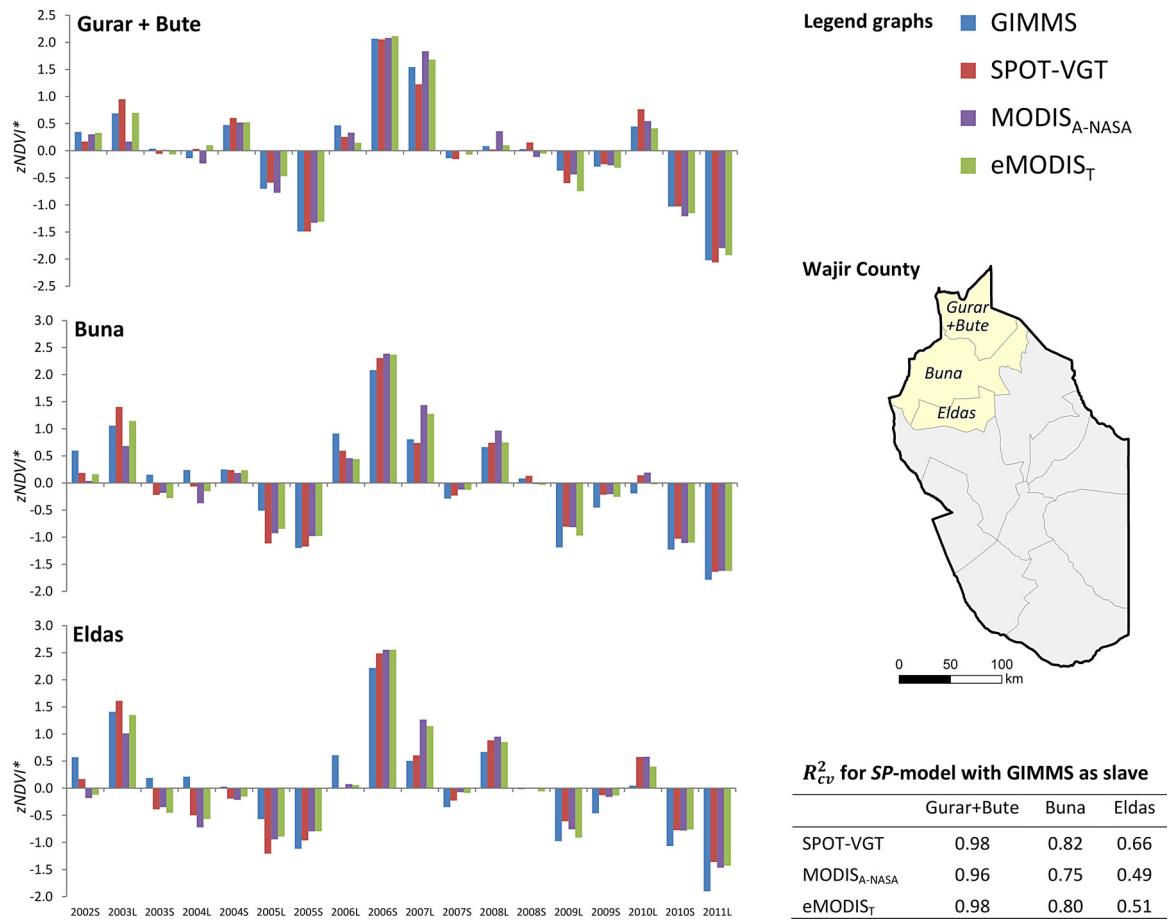 Gurar + Bute
2.5
2.0
1.5
1.0
0.5
0.0
-0.5
-1.0
-1.5
-2.0
-2.5
zNDVI*
Buna
3.0
2.5
2.0
1.5
1.0
0.5
0.0
-0.5
-1.0
-1.5
-2.0
zNDVI*
Eldas
3.0
2.5
2.0
1.5
1.0
0.5
0.0
-0.5
-1.0
-1.5
-2.0
zNDVI*
2002S 2003L 2003S 2004L 2004S 2005L 2005S 2006L 2006S 2007L 2007S 2008L 2008S 2009L 2009S 2010L 2010S 2011L
Legend graphs
GIMMS
SPOT-VGT
MODIS_A-NASA
eMODIS_T
Wajir County
Gurar
+Bute
Buna
Eldas
0 50 100
km
R²cv for SP-model with GIMMS as slave
Gurar+Bute Buna Eldas
SPOT-VGT 0.98 0.82 0.66
MODIS_A-NASA 0.96 0.75 0.49
eMODIS_T 0.98 0.80 0.51